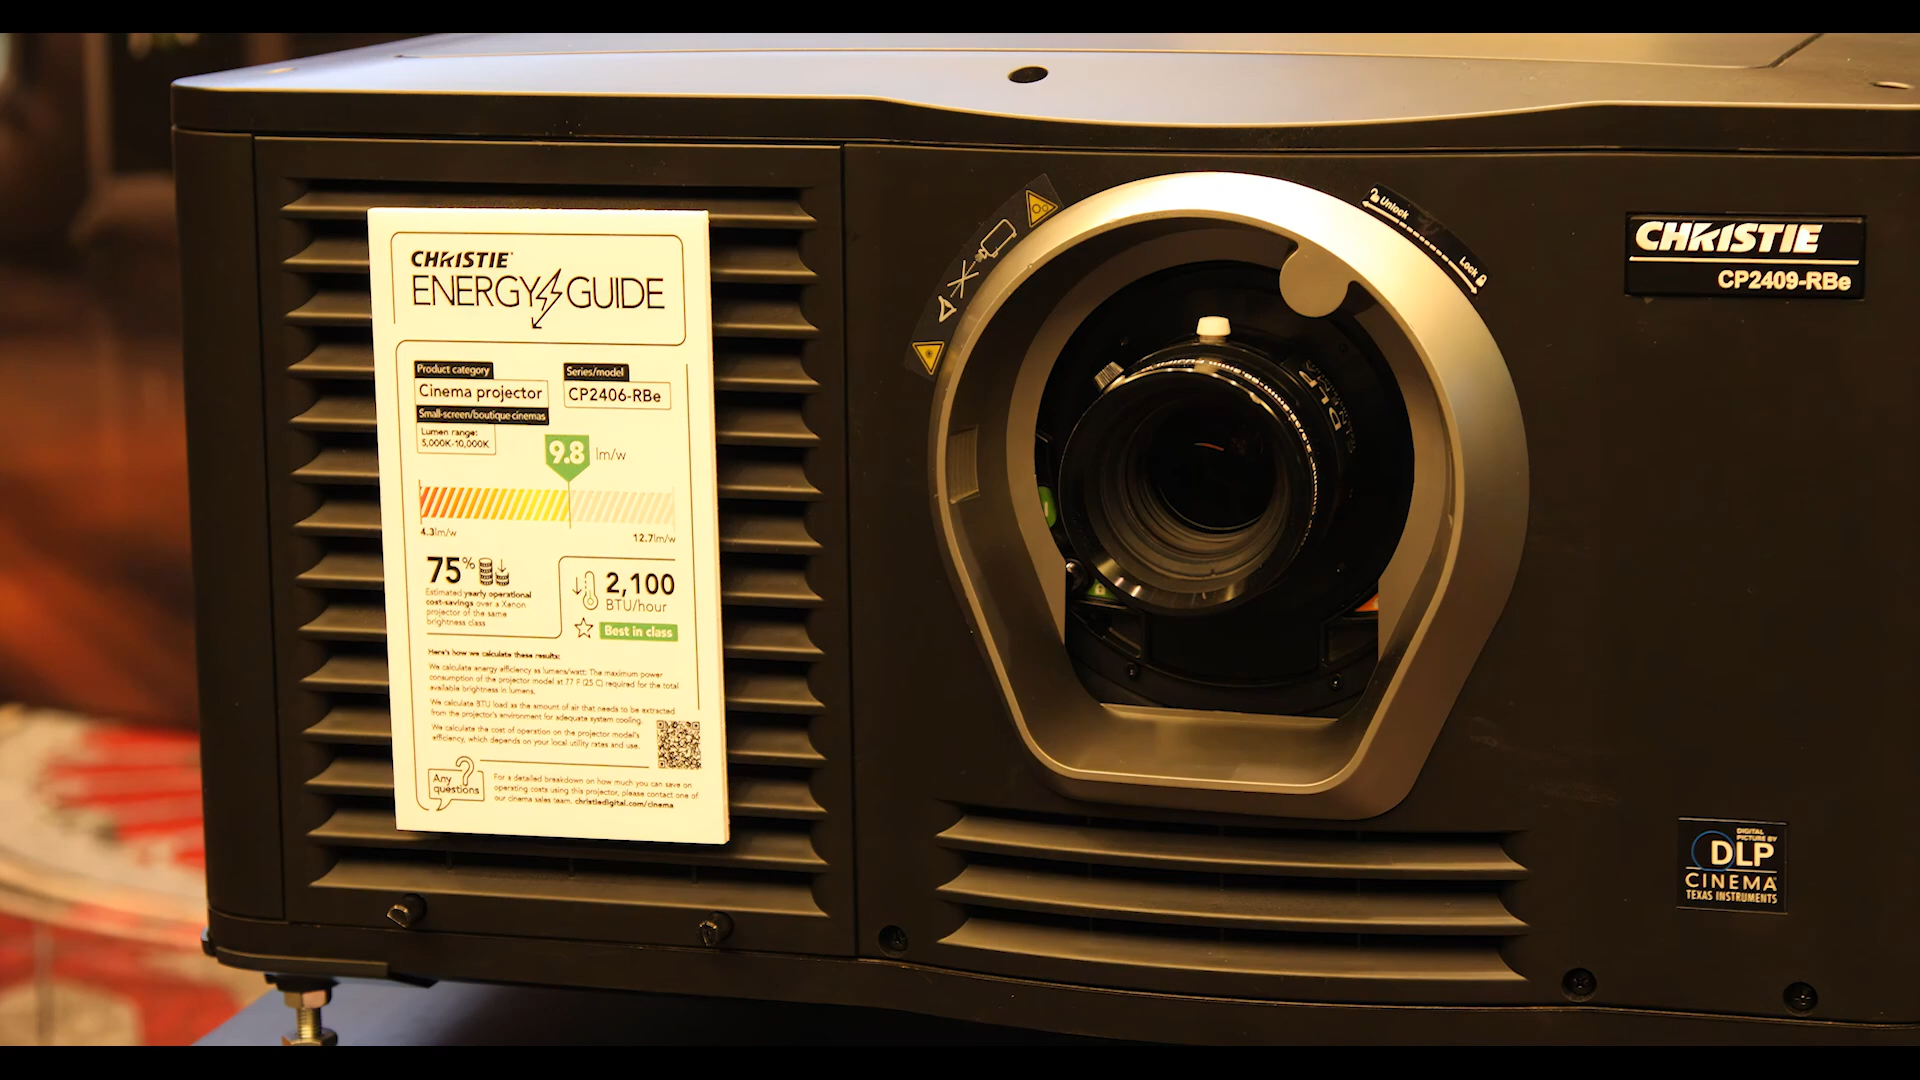 CHRISTIE
ENERGY GUIDE
Product category
Cinema projector
Small-screen/boutique cinemas
Lumen range:
5,000K-10,000K
Series/model
CP2406-RBe
9.8 lm/w
4.3lm/w
12.7lm/w
75%
Estimated yearly operational
cost-savings over a Xenon
projector of the same
brightness class
2,100
BTU/hour
Best in class
Here's how we calculate these results:
We calculate energy efficiency as lumens/watt: The maximum power
consumption of the projector model at 77 F (25 C) required for the total
available brightness in lumens.
We calculate BTU load as the amount of air that needs to be extracted
from the projector's environment for adequate system cooling.
We calculate the cost of operation on the projector model's
efficiency, which depends on your local utility rates and use.
Any
questions
For a detailed breakdown on how much you can save on
operating costs using this projector, please contact one of
our cinema sales team. christiedigital.com/cinema
Unlock
Lock
DLP
CINEMA
CHRISTIE
CP2409-RBe
DIGITAL
PICTURE BY
DLP
CINEMA
TEXAS INSTRUMENTS